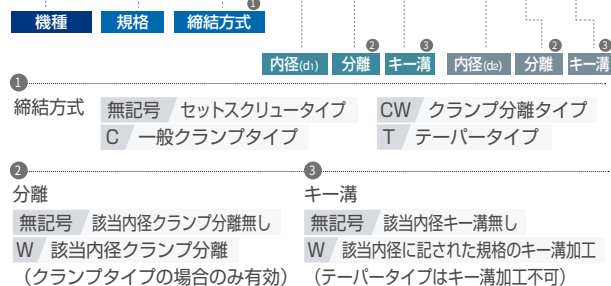 機種 規格 締結方式 1
内径(d1) 分離 2 キー溝 3 内径(d2) 分離 2 キー溝 3
1
締結方式 無記号 セットスクリュータイプ CW クランプ分離タイプ
C 一般クランプタイプ T テーパータイプ
2 3
分離 キー溝
無記号 該当内径クランプ分離無し 無記号 該当内径キー溝無し
W 該当内径クランプ分離 W 該当内径に記された規格のキー溝加工
(クランプタイプの場合のみ有効) (テーパータイプはキー溝加工不可)